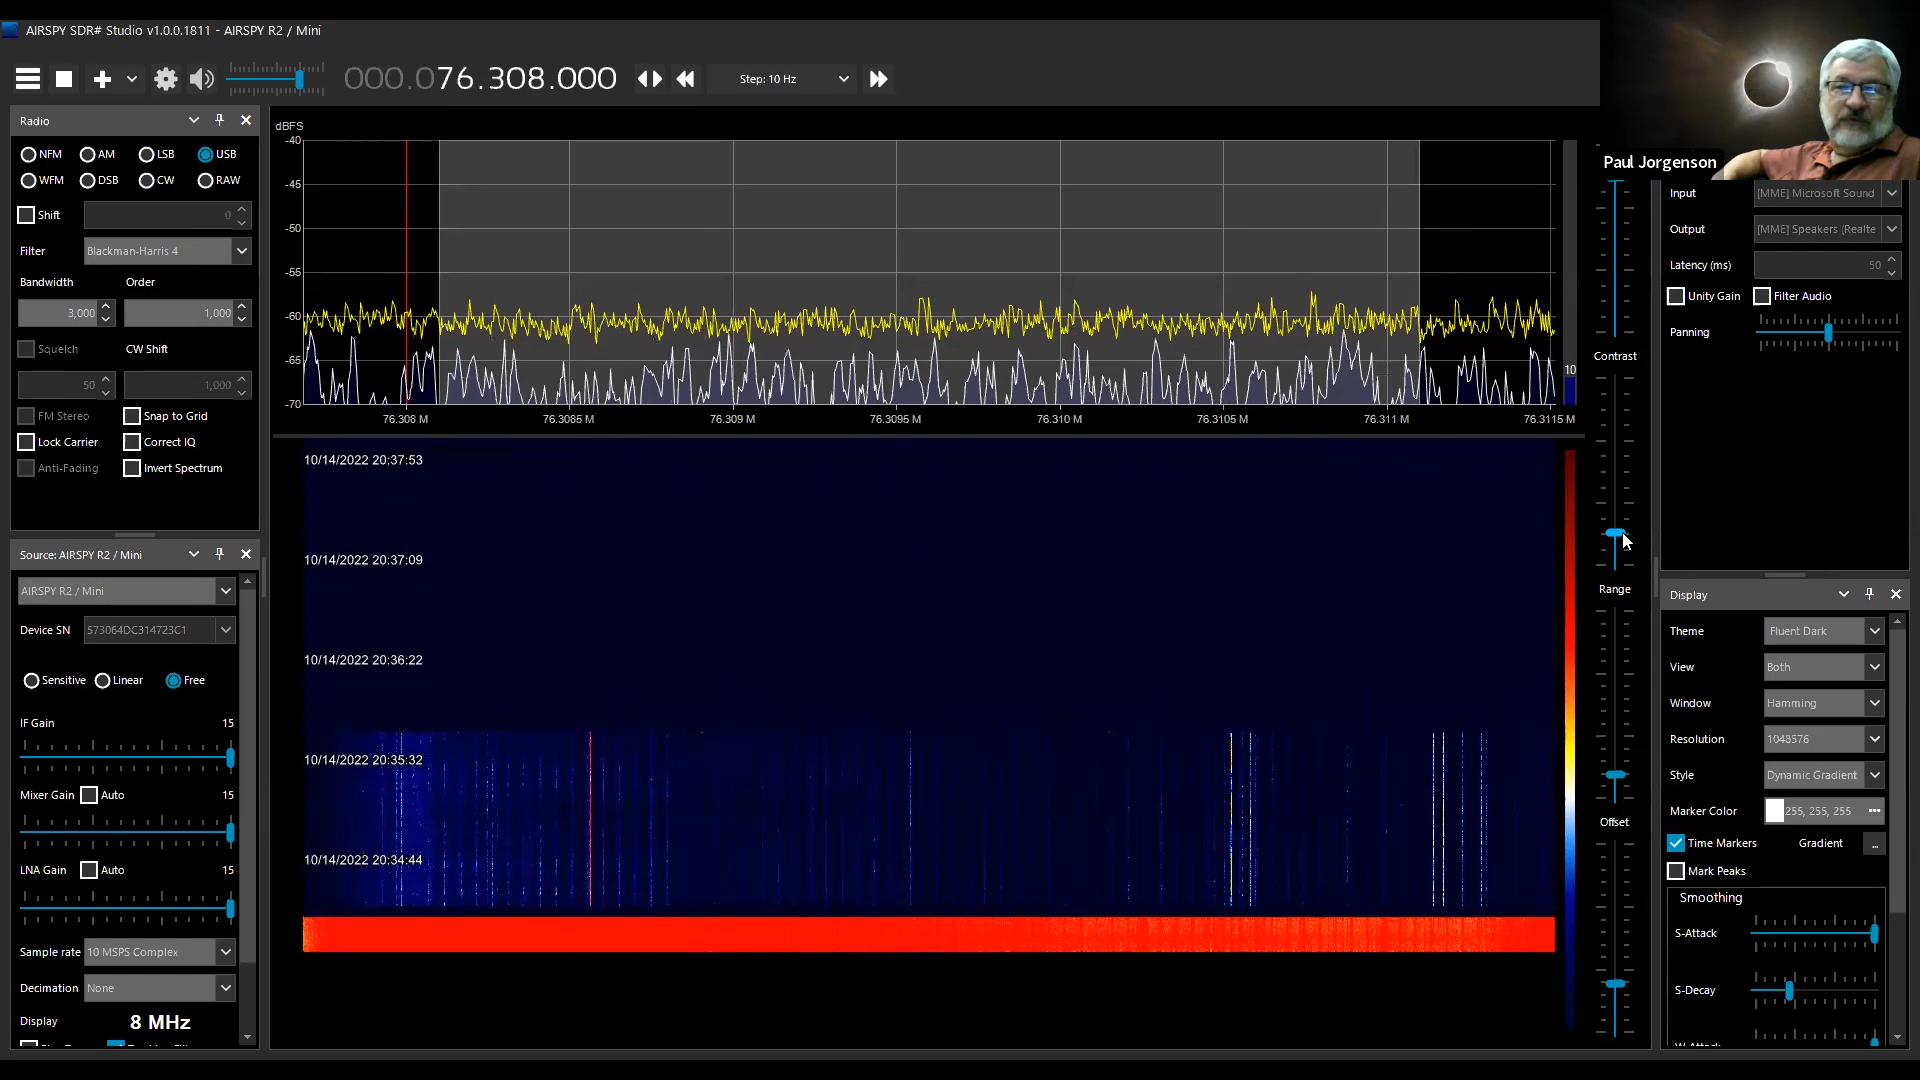 AIRSPY SDR# Studio v1.0.0.1811 - AIRSPY R2 / Mini
000.076.308.000
Step: 10 Hz
Paul Jorgenson
Radio
NFM AM LSB USB
WFM DSB CW RAW
Shift 0
Filter Blackman-Harris 4
Bandwidth Order
3,000 1,000
Squelch CW Shift
50 1,000
FM Stereo Snap to Grid
Lock Carrier Correct IQ
Anti-Fading Invert Spectrum
Source: AIRSPY R2 / Mini
AIRSPY R2 / Mini
Device SN 573064DC314723C1
Sensitive Linear Free
IF Gain 15
Mixer Gain Auto 15
LNA Gain Auto 15
Sample rate 10 MSPS Complex
Decimation None
Display 8 MHz
dBFS
-40
-45
-50
-55
-60
-65
-70
10
76.308 M 76.3085 M 76.309 M 76.3095 M 76.310 M 76.3105 M 76.311 M 76.3115 M
10/14/2022 20:37:53
10/14/2022 20:37:09
10/14/2022 20:36:22
10/14/2022 20:35:32
10/14/2022 20:34:44
Contrast
Range
Offset
Input [MME] Microsoft Sound
Output [MME] Speakers (Realte
Latency (ms) 50
Unity Gain Filter Audio
Panning
Display
Theme Fluent Dark
View Both
Window Hamming
Resolution 1048576
Style Dynamic Gradient
Marker Color 255, 255, 255
Time Markers Gradient ...
Mark Peaks
Smoothing
S-Attack
S-Decay